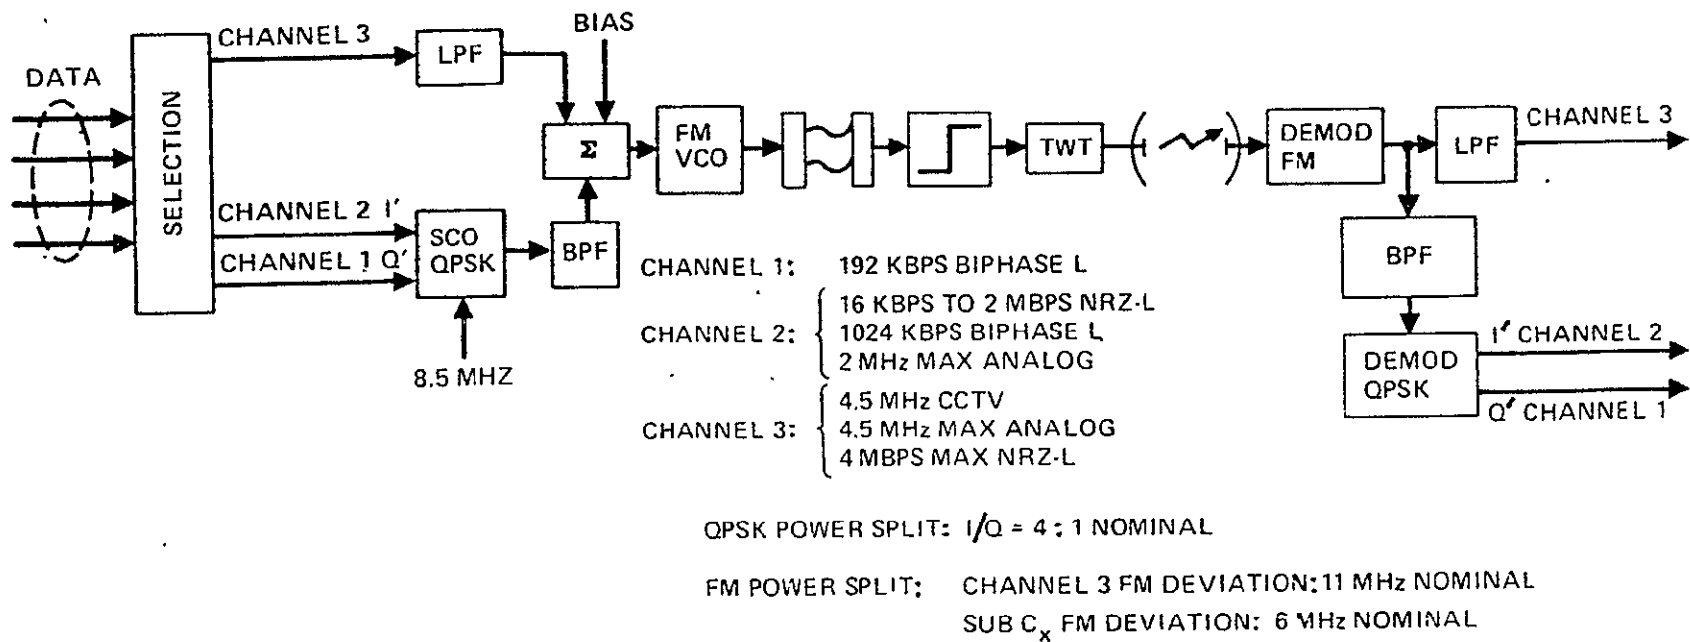 BIAS
DATA
SELECTION
CHANNEL 3
LPF
Σ
FM
VCO
TWT
DEMOD
FM
LPF
CHANNEL 3
CHANNEL 2 I'
CHANNEL 1 Q'
SCO
QPSK
BPF
8.5 MHZ
BPF
DEMOD
QPSK
I' CHANNEL 2
Q' CHANNEL 1
CHANNEL 1: 192 KBPS BIPHASE L
CHANNEL 2:
16 KBPS TO 2 MBPS NRZ-L
1024 KBPS BIPHASE L
2 MHz MAX ANALOG
CHANNEL 3:
4.5 MHz CCTV
4.5 MHz MAX ANALOG
4 MBPS MAX NRZ-L
QPSK POWER SPLIT: I/Q = 4 : 1 NOMINAL
FM POWER SPLIT: CHANNEL 3 FM DEVIATION: 11 MHz NOMINAL
SUB Cx FM DEVIATION: 6 MHz NOMINAL